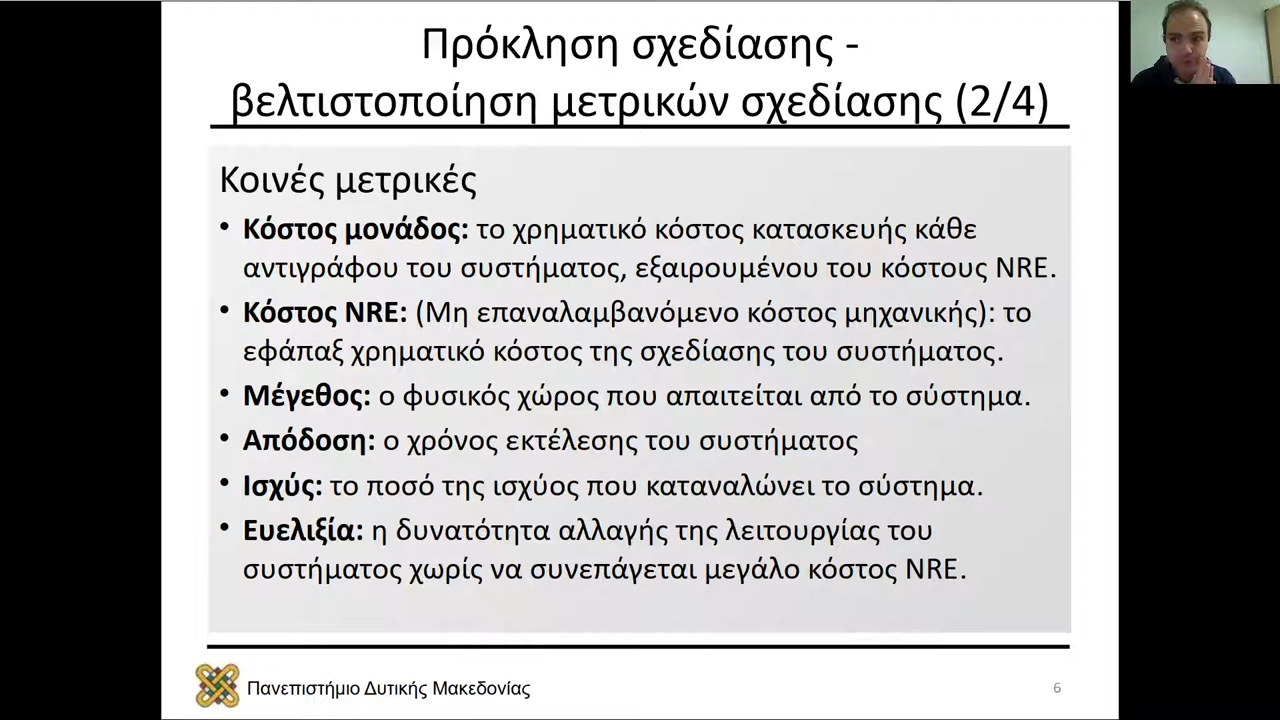 Πρόκληση σχεδίασης -
βελτιστοποίηση μετρικών σχεδίασης (2/4)
Κοινές μετρικές
• Κόστος μονάδος: το χρηματικό κόστος κατασκευής κάθε
αντιγράφου του συστήματος, εξαιρουμένου του κόστους NRE.
• Κόστος NRE: (Μη επαναλαμβανόμενο κόστος μηχανικής): το
εφάπαξ χρηματικό κόστος της σχεδίασης του συστήματος.
• Μέγεθος: ο φυσικός χώρος που απαιτείται από το σύστημα.
• Απόδοση: ο χρόνος εκτέλεσης του συστήματος
• Ισχύς: το ποσό της ισχύος που καταναλώνει το σύστημα.
• Ευελιξία: η δυνατότητα αλλαγής της λειτουργίας του
συστήματος χωρίς να συνεπάγεται μεγάλο κόστος NRE.
Πανεπιστήμιο Δυτικής Μακεδονίας
6